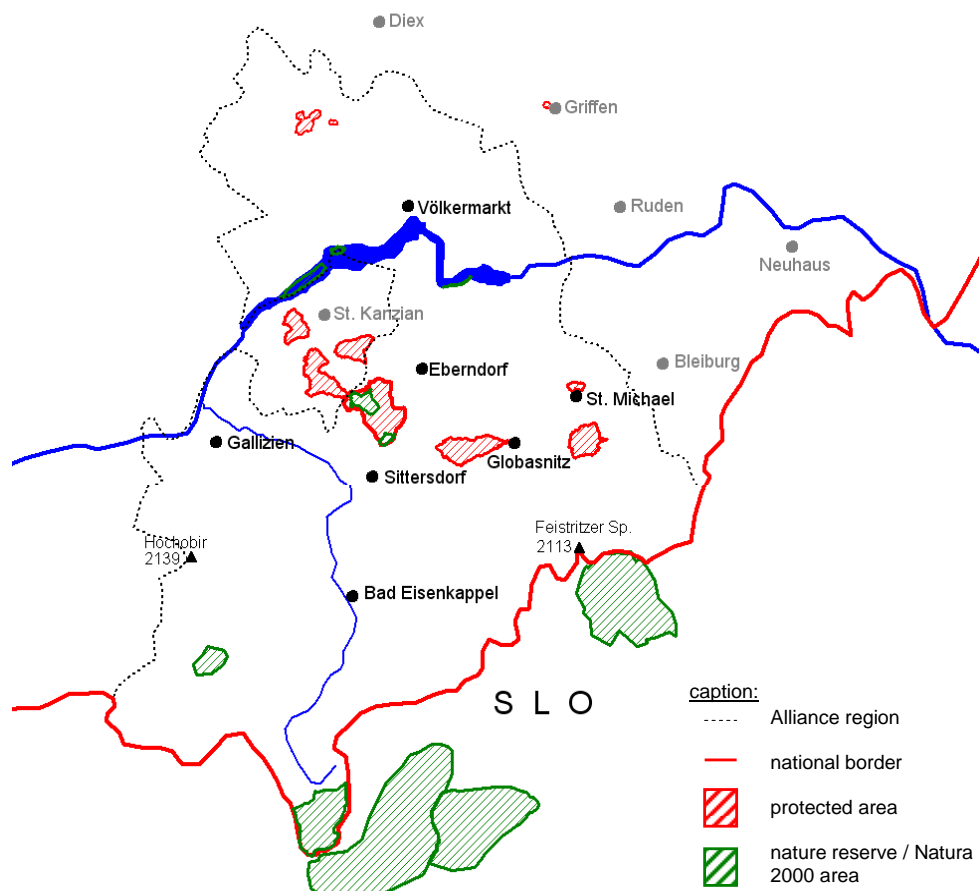 Diex
Griffen
Völkermarkt
Ruden
Neuhaus
St. Kanzian
Eberndorf
Bleiburg
St. Michael
Gallizien
Globasnitz
Sittersdorf
Hochobir
2139
Feistritzer Sp.
2113
Bad Eisenkappel
S L O
caption:
Alliance region
national border
protected area
nature reserve / Natura
2000 area